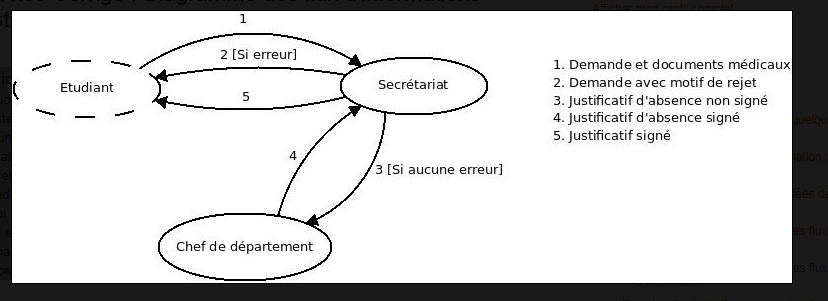 1
2 [Si erreur]
Etudiant
Secrétariat
5
4
3 [Si aucune erreur]
Chef de département
1. Demande et documents médicaux
2. Demande avec motif de rejet
3. Justificatif d'absence non signé
4. Justificatif d'absence signé
5. Justificatif signé